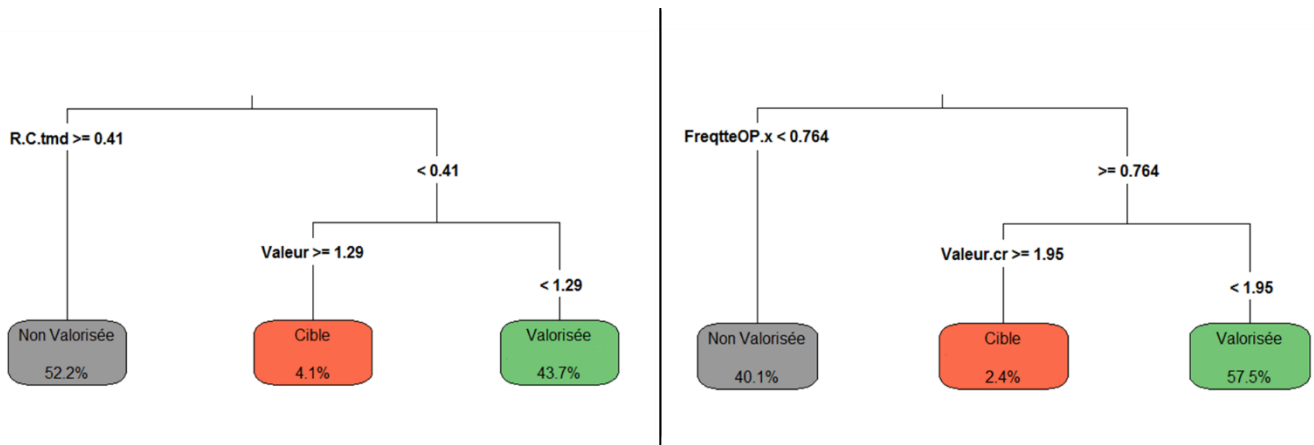 R.C.tmd >= 0.41
< 0.41
Valeur >= 1.29
< 1.29
Non Valorisée
52.2%
Cible
4.1%
Valorisée
43.7%
FreqtteOP.x < 0.764
>= 0.764
Valeur.cr >= 1.95
< 1.95
Non Valorisée
40.1%
Cible
2.4%
Valorisée
57.5%